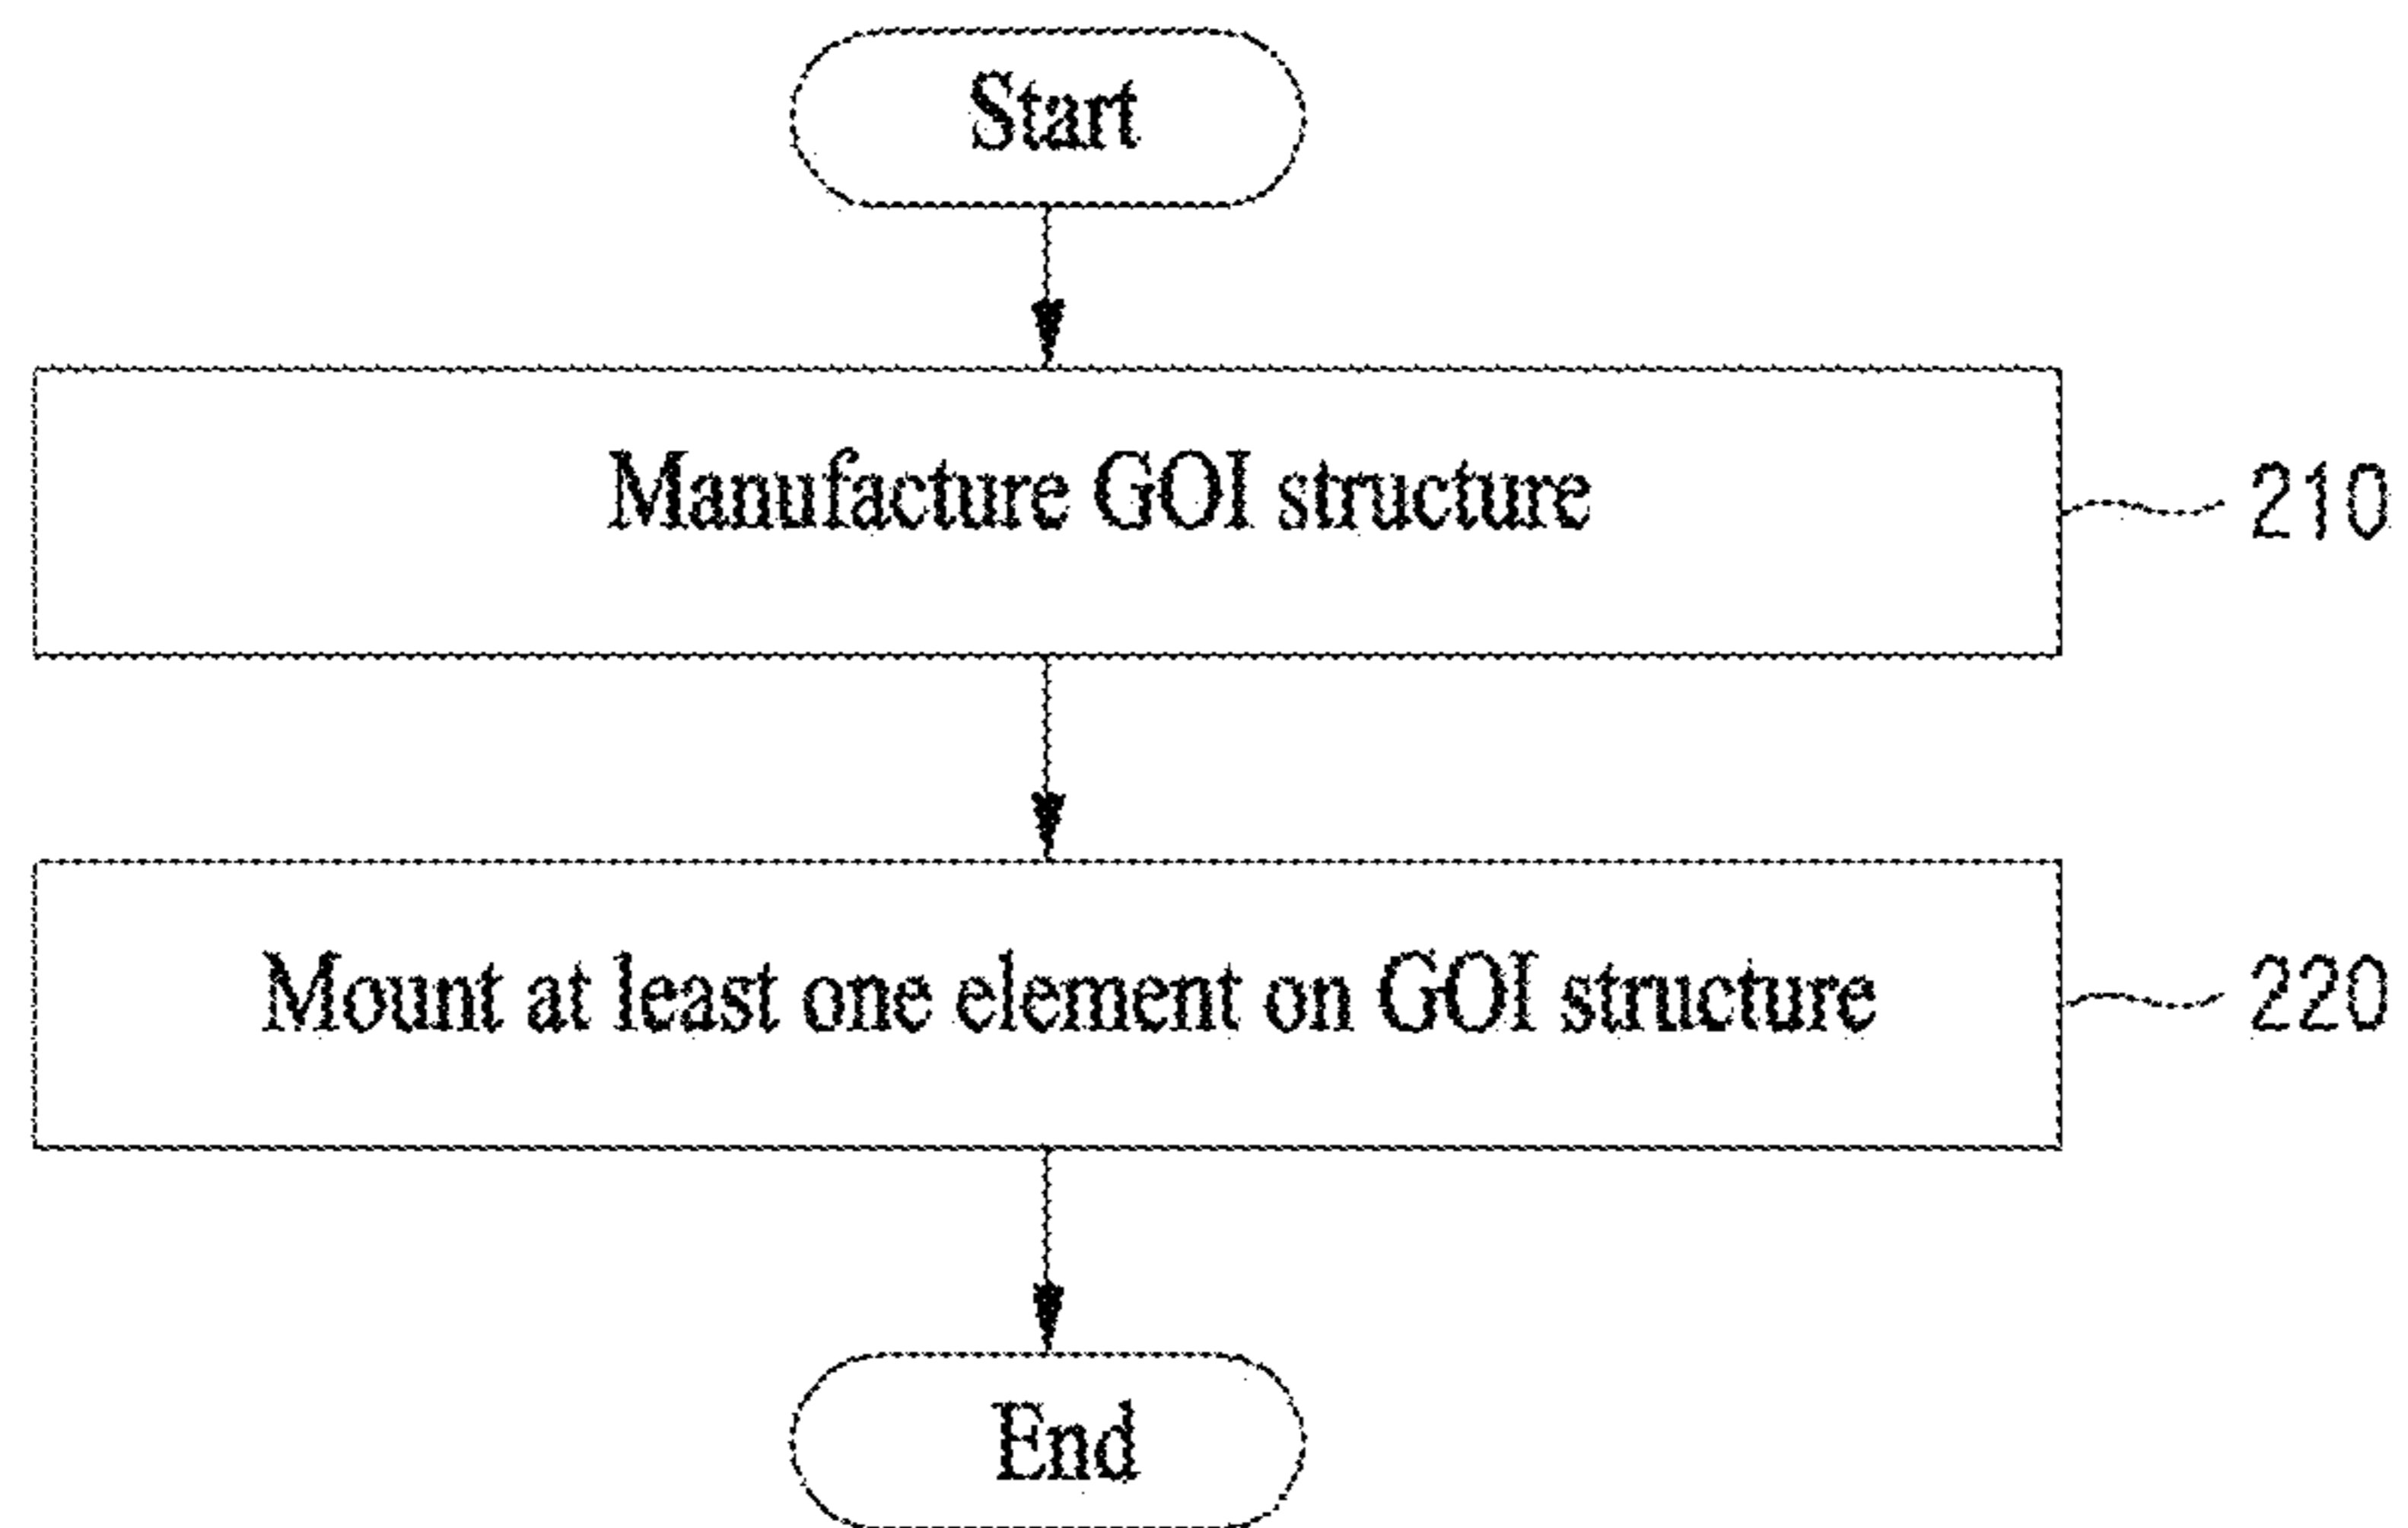 Start
Manufacture GOI structure
210
Mount at least one element on GOI structure
220
End